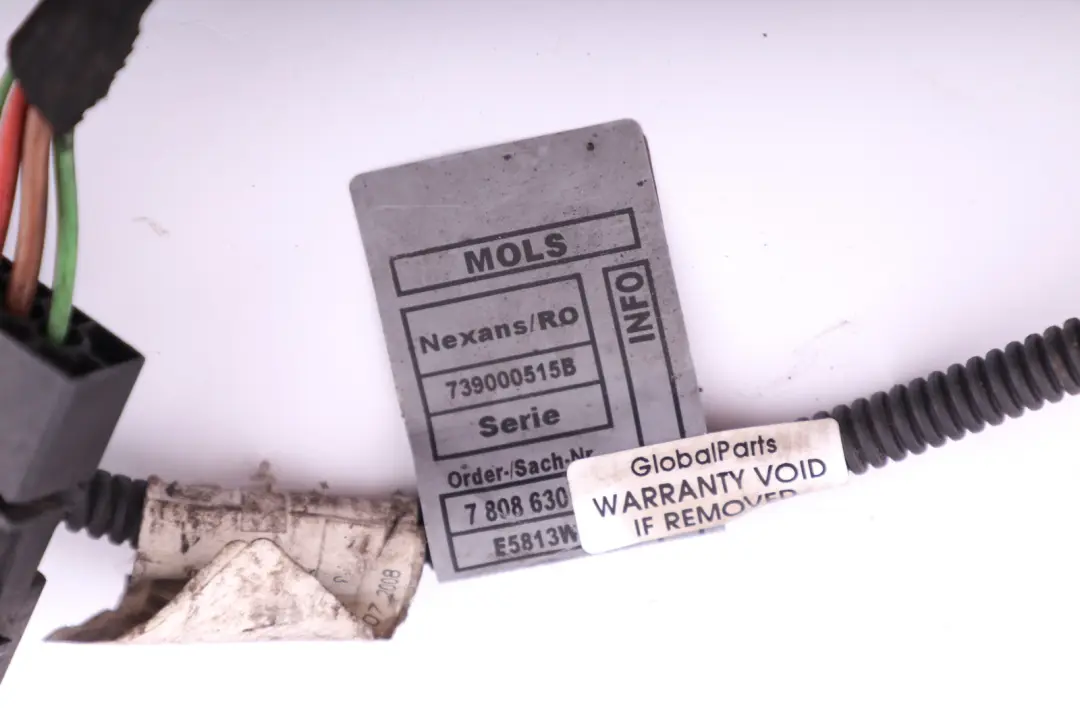 MOLS
INFO
Nexans/RO
739000515B
Serie
Order-/Sach-Nr
7 808 630
E5813W
GlobalParts
WARRANTY VOID
IF REMOVED
07 2008